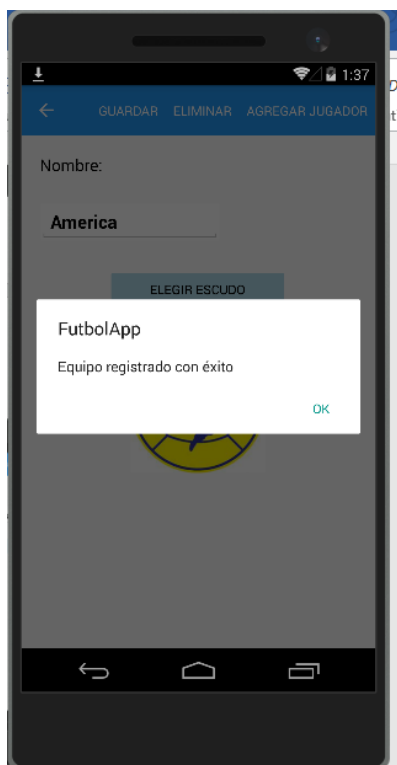 1:37
GUARDAR ELIMINAR AGREGAR JUGADOR
Nombre:
America
ELEGIR ESCUDO
FutbolApp
Equipo registrado con éxito
OK